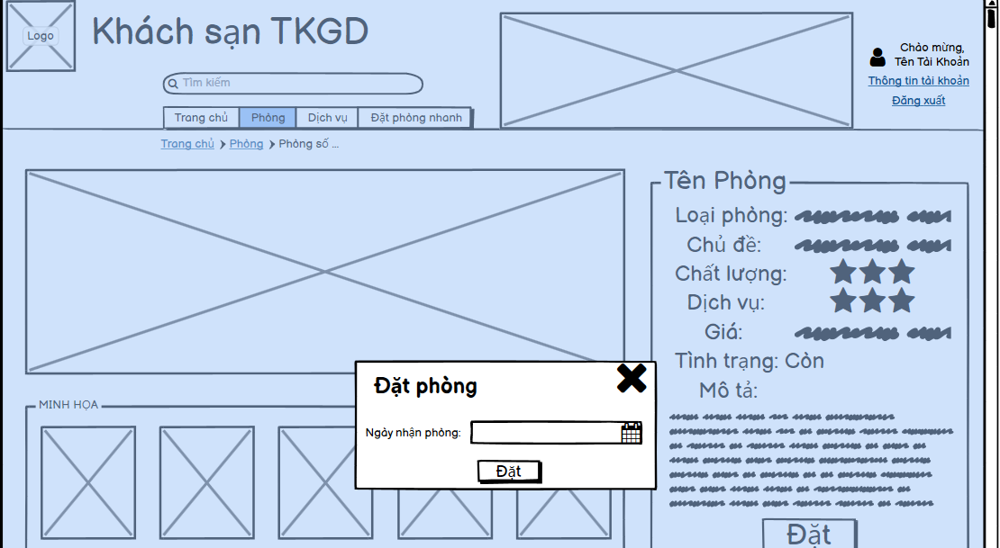 Logo
Khách sạn TKGD
Chào mừng,
Tên Tài Khoản
Thông tin tài khoản
Đăng xuất
Tìm kiếm
Trang chủ Phòng Dịch vụ Đặt phòng nhanh
Trang chủ Phòng Phòng số ...
Tên Phòng
Loại phòng:
Chủ đề:
Chất lượng:
Dịch vụ:
Giá:
Tình trạng: Còn
Mô tả:
Đặt
MINH HỌA
Đặt phòng
Ngày nhận phòng:
Đặt